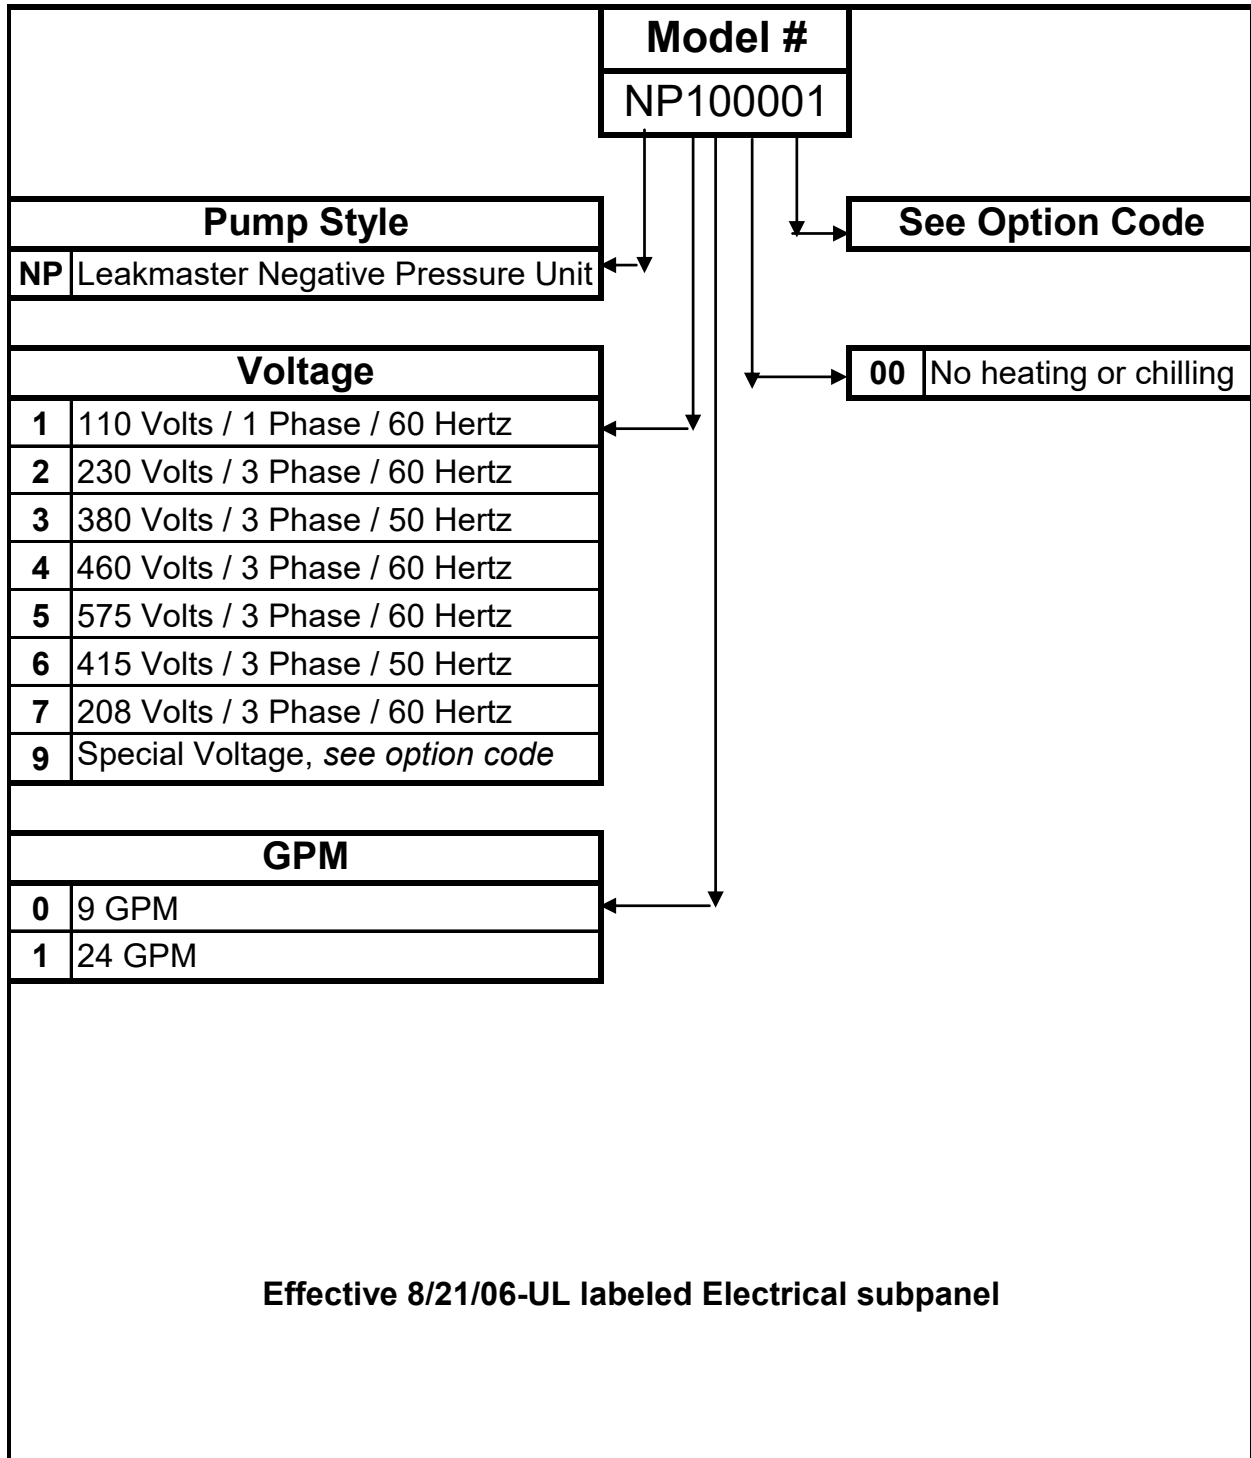 Model #
NP100001
Pump Style
See Option Code
NP Leakmaster Negative Pressure Unit
Voltage
00 No heating or chilling
1 110 Volts / 1 Phase / 60 Hertz
2 230 Volts / 3 Phase / 60 Hertz
3 380 Volts / 3 Phase / 50 Hertz
4 460 Volts / 3 Phase / 60 Hertz
5 575 Volts / 3 Phase / 60 Hertz
6 415 Volts / 3 Phase / 50 Hertz
7 208 Volts / 3 Phase / 60 Hertz
9 Special Voltage, see option code
GPM
0 9 GPM
1 24 GPM
Effective 8/21/06-UL labeled Electrical subpanel